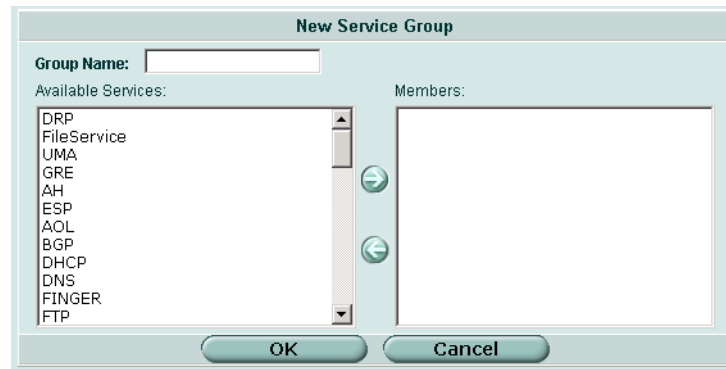 New Service Group
Group Name:
Available Services:
Members:
DRP
FileService
UMA
GRE
AH
ESP
AOL
BGP
DHCP
DNS
FINGER
FTP
OK
Cancel